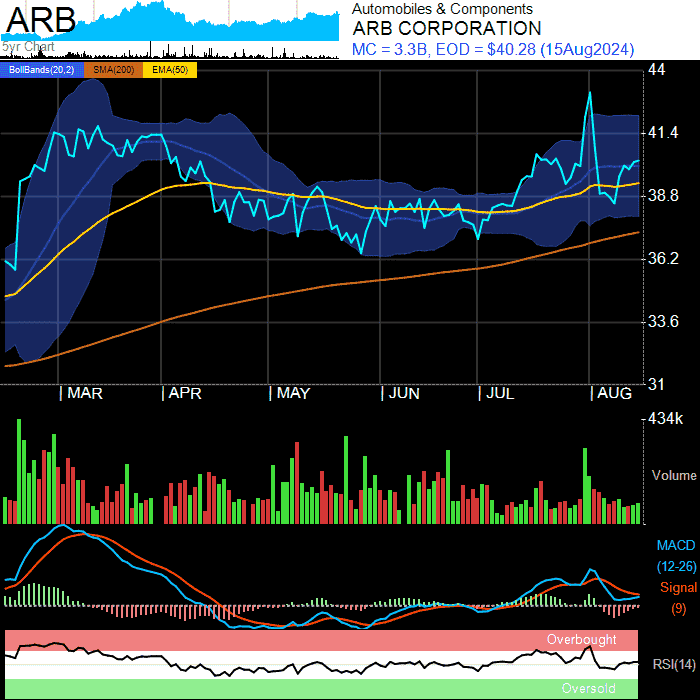 ARB
5yr Chart
Automobiles & Components
ARB CORPORATION
MC = 3.3B, EOD = $40.28 (15Aug2024)
BollBands(20,2) SMA(200) EMA(50)
44
41.4
38.8
36.2
33.6
31
MAR APR MAY JUN JUL AUG
434k
Volume
MACD
(12-26)
Signal
(9)
Overbought
RSI(14)
Oversold